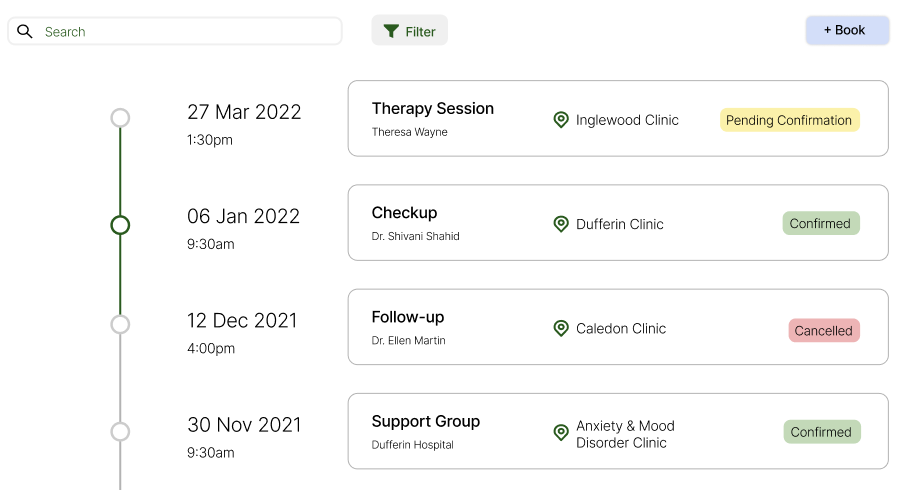 Search
Filter
+ Book
27 Mar 2022
1:30pm
Therapy Session
Theresa Wayne
Inglewood Clinic
Pending Confirmation
06 Jan 2022
9:30am
Checkup
Dr. Shivani Shahid
Dufferin Clinic
Confirmed
12 Dec 2021
4:00pm
Follow-up
Dr. Ellen Martin
Caledon Clinic
Cancelled
30 Nov 2021
9:30am
Support Group
Dufferin Hospital
Anxiety & Mood
Disorder Clinic
Confirmed